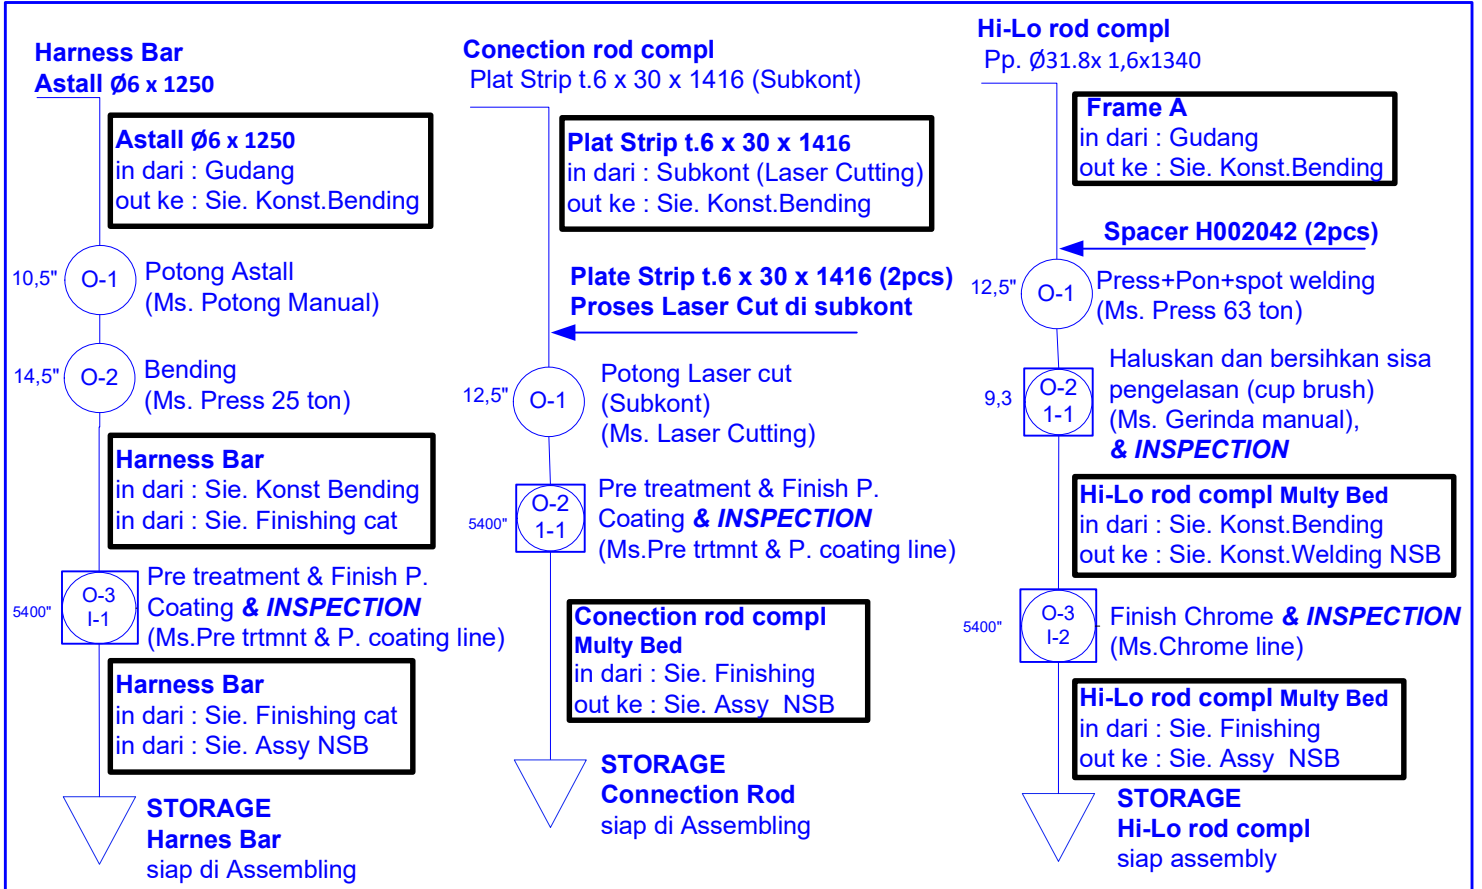 Harness Bar
Astall Ø6 x 1250
Astall Ø6 x 1250
in dari : Gudang
out ke : Sie. Konst.Bending
10,5"
O-1
Potong Astall
(Ms. Potong Manual)
14,5"
O-2
Bending
(Ms. Press 25 ton)
Harness Bar
in dari : Sie. Konst Bending
in dari : Sie. Finishing cat
5400"
O-3
I-1
Pre treatment & Finish P.
Coating & INSPECTION
(Ms.Pre trtmnt & P. coating line)
Harness Bar
in dari : Sie. Finishing cat
in dari : Sie. Assy NSB
STORAGE
Harnes Bar
siap di Assembling
Conection rod compl
Plat Strip t.6 x 30 x 1416 (Subkont)
Plat Strip t.6 x 30 x 1416
in dari : Subkont (Laser Cutting)
out ke : Sie. Konst.Bending
Plate Strip t.6 x 30 x 1416 (2pcs)
Proses Laser Cut di subkont
12,5"
O-1
Potong Laser cut
(Subkont)
(Ms. Laser Cutting)
5400"
O-2
1-1
Pre treatment & Finish P.
Coating & INSPECTION
(Ms.Pre trtmnt & P. coating line)
Conection rod compl
Multy Bed
in dari : Sie. Finishing
out ke : Sie. Assy NSB
STORAGE
Connection Rod
siap di Assembling
Hi-Lo rod compl
Pp. Ø31.8x 1,6x1340
Frame A
in dari : Gudang
out ke : Sie. Konst.Bending
Spacer H002042 (2pcs)
12,5"
O-1
Press+Pon+spot welding
(Ms. Press 63 ton)
9,3
O-2
1-1
Haluskan dan bersihkan sisa
pengelasan (cup brush)
(Ms. Gerinda manual),
& INSPECTION
Hi-Lo rod compl Multy Bed
in dari : Sie. Konst.Bending
out ke : Sie. Konst.Welding NSB
5400"
O-3
I-2
Finish Chrome & INSPECTION
(Ms.Chrome line)
Hi-Lo rod compl Multy Bed
in dari : Sie. Finishing
out ke : Sie. Assy NSB
STORAGE
Hi-Lo rod compl
siap assembly